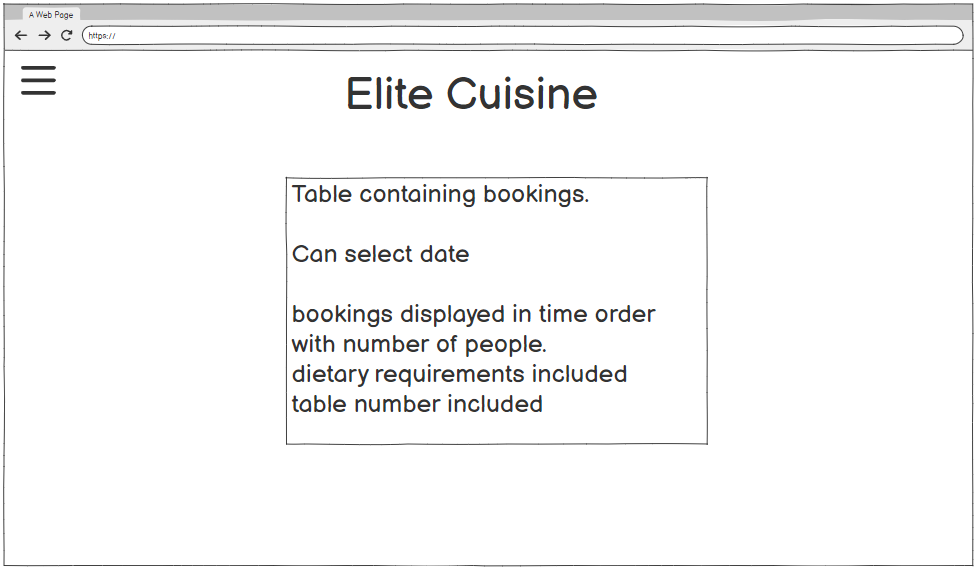 A Web Page
https://
Elite Cuisine
Table containing bookings.
Can select date
bookings displayed in time order
with number of people.
dietary requirements included
table number included